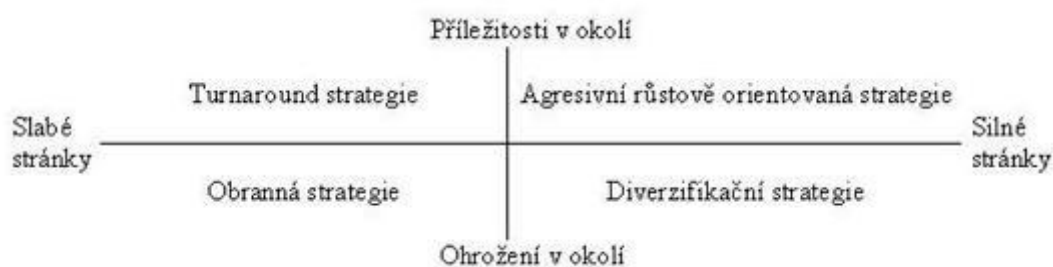 Příležitosti v okolí
Turnaround strategie
Agresivní růstově orientovaná strategie
Slabé
stránky
Silné
stránky
Obranná strategie
Diverzifikační strategie
Ohrožení v okolí